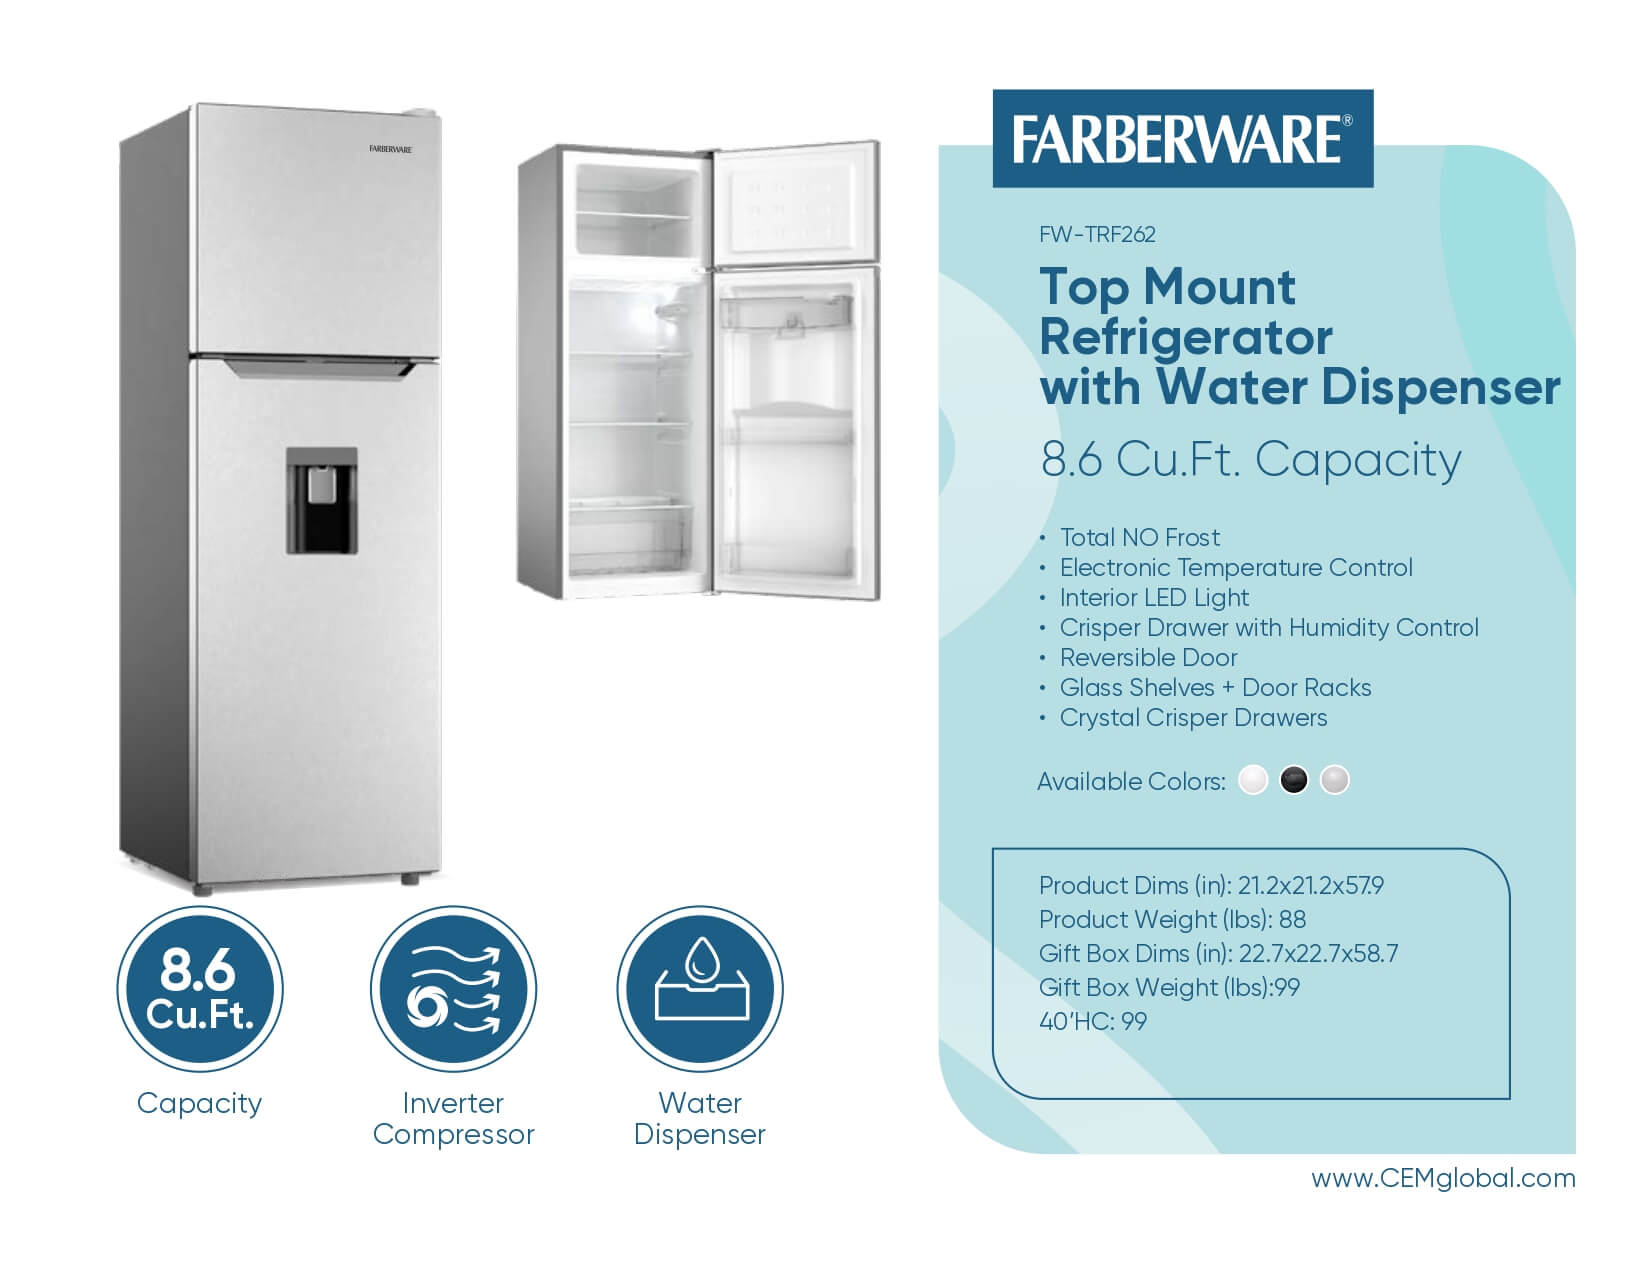 FARBERWARE
FARBERWARE®
FW-TRF262
Top Mount
Refrigerator
with Water Dispenser
8.6 Cu.Ft. Capacity
• Total NO Frost
• Electronic Temperature Control
• Interior LED Light
• Crisper Drawer with Humidity Control
• Reversible Door
• Glass Shelves + Door Racks
• Crystal Crisper Drawers
Available Colors:
Product Dims (in): 21.2x21.2x57.9
Product Weight (lbs): 88
Gift Box Dims (in): 22.7x22.7x58.7
Gift Box Weight (lbs):99
40'HC: 99
8.6
Cu.Ft.
Capacity
Inverter
Compressor
Water
Dispenser
www.CEMglobal.com